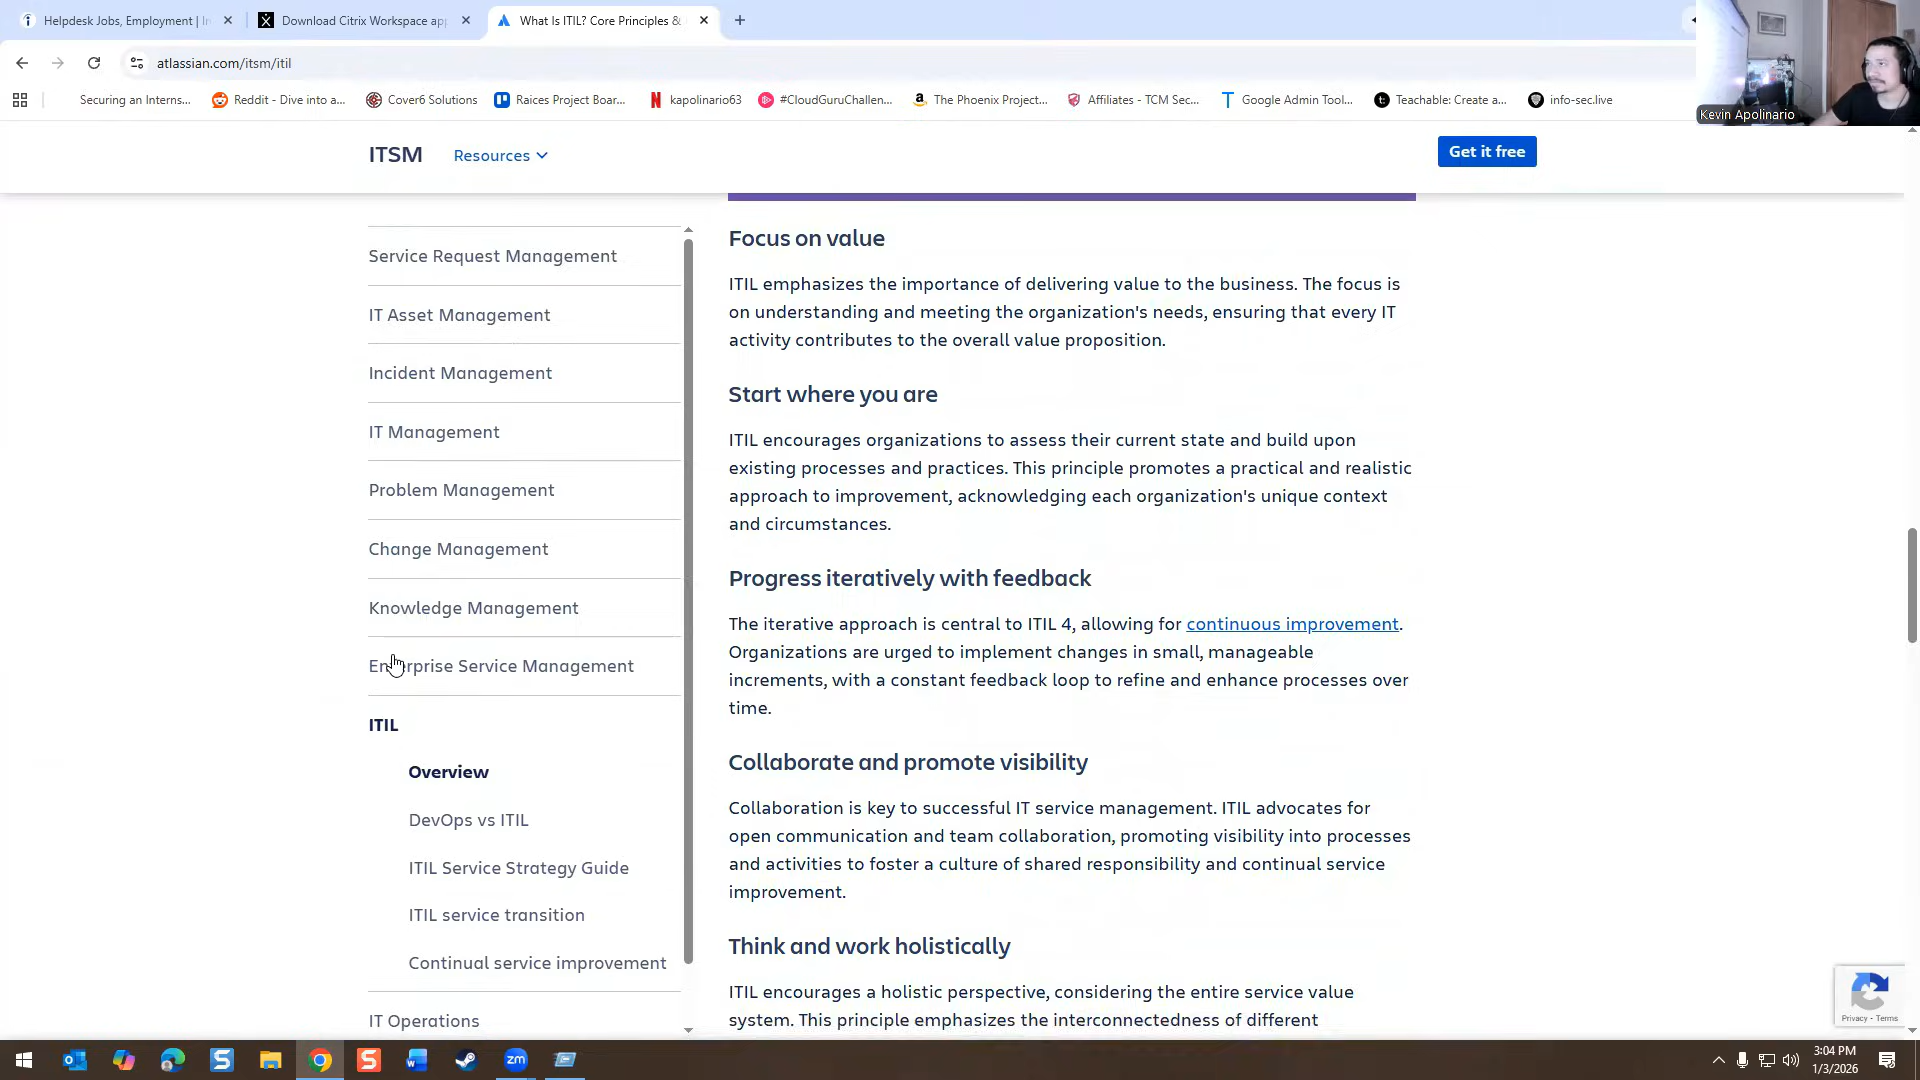 Helpdesk Jobs, Employment | In
Download Citrix Workspace app
What Is ITIL? Core Principles &
atlassian.com/itsm/itil
Securing an Interns...
Reddit - Dive into a...
Cover6 Solutions
Raices Project Boar...
kapolinario63
#CloudGuruChallen...
The Phoenix Project...
Affiliates - TCM Sec...
Google Admin Tool...
Teachable: Create a...
info-sec.live
Kevin Apolinario
ITSM
Resources
Get it free
Service Request Management
IT Asset Management
Incident Management
IT Management
Problem Management
Change Management
Knowledge Management
Enterprise Service Management
ITIL
Overview
DevOps vs ITIL
ITIL Service Strategy Guide
ITIL service transition
Continual service improvement
IT Operations
Focus on value
ITIL emphasizes the importance of delivering value to the business. The focus is
on understanding and meeting the organization's needs, ensuring that every IT
activity contributes to the overall value proposition.
Start where you are
ITIL encourages organizations to assess their current state and build upon
existing processes and practices. This principle promotes a practical and realistic
approach to improvement, acknowledging each organization's unique context
and circumstances.
Progress iteratively with feedback
The iterative approach is central to ITIL 4, allowing for continuous improvement.
Organizations are urged to implement changes in small, manageable
increments, with a constant feedback loop to refine and enhance processes over
time.
Collaborate and promote visibility
Collaboration is key to successful IT service management. ITIL advocates for
open communication and team collaboration, promoting visibility into processes
and activities to foster a culture of shared responsibility and continual service
improvement.
Think and work holistically
ITIL encourages a holistic perspective, considering the entire service value
system. This principle emphasizes the interconnectedness of different
Privacy - Terms
zm
3:04 PM
1/3/2026